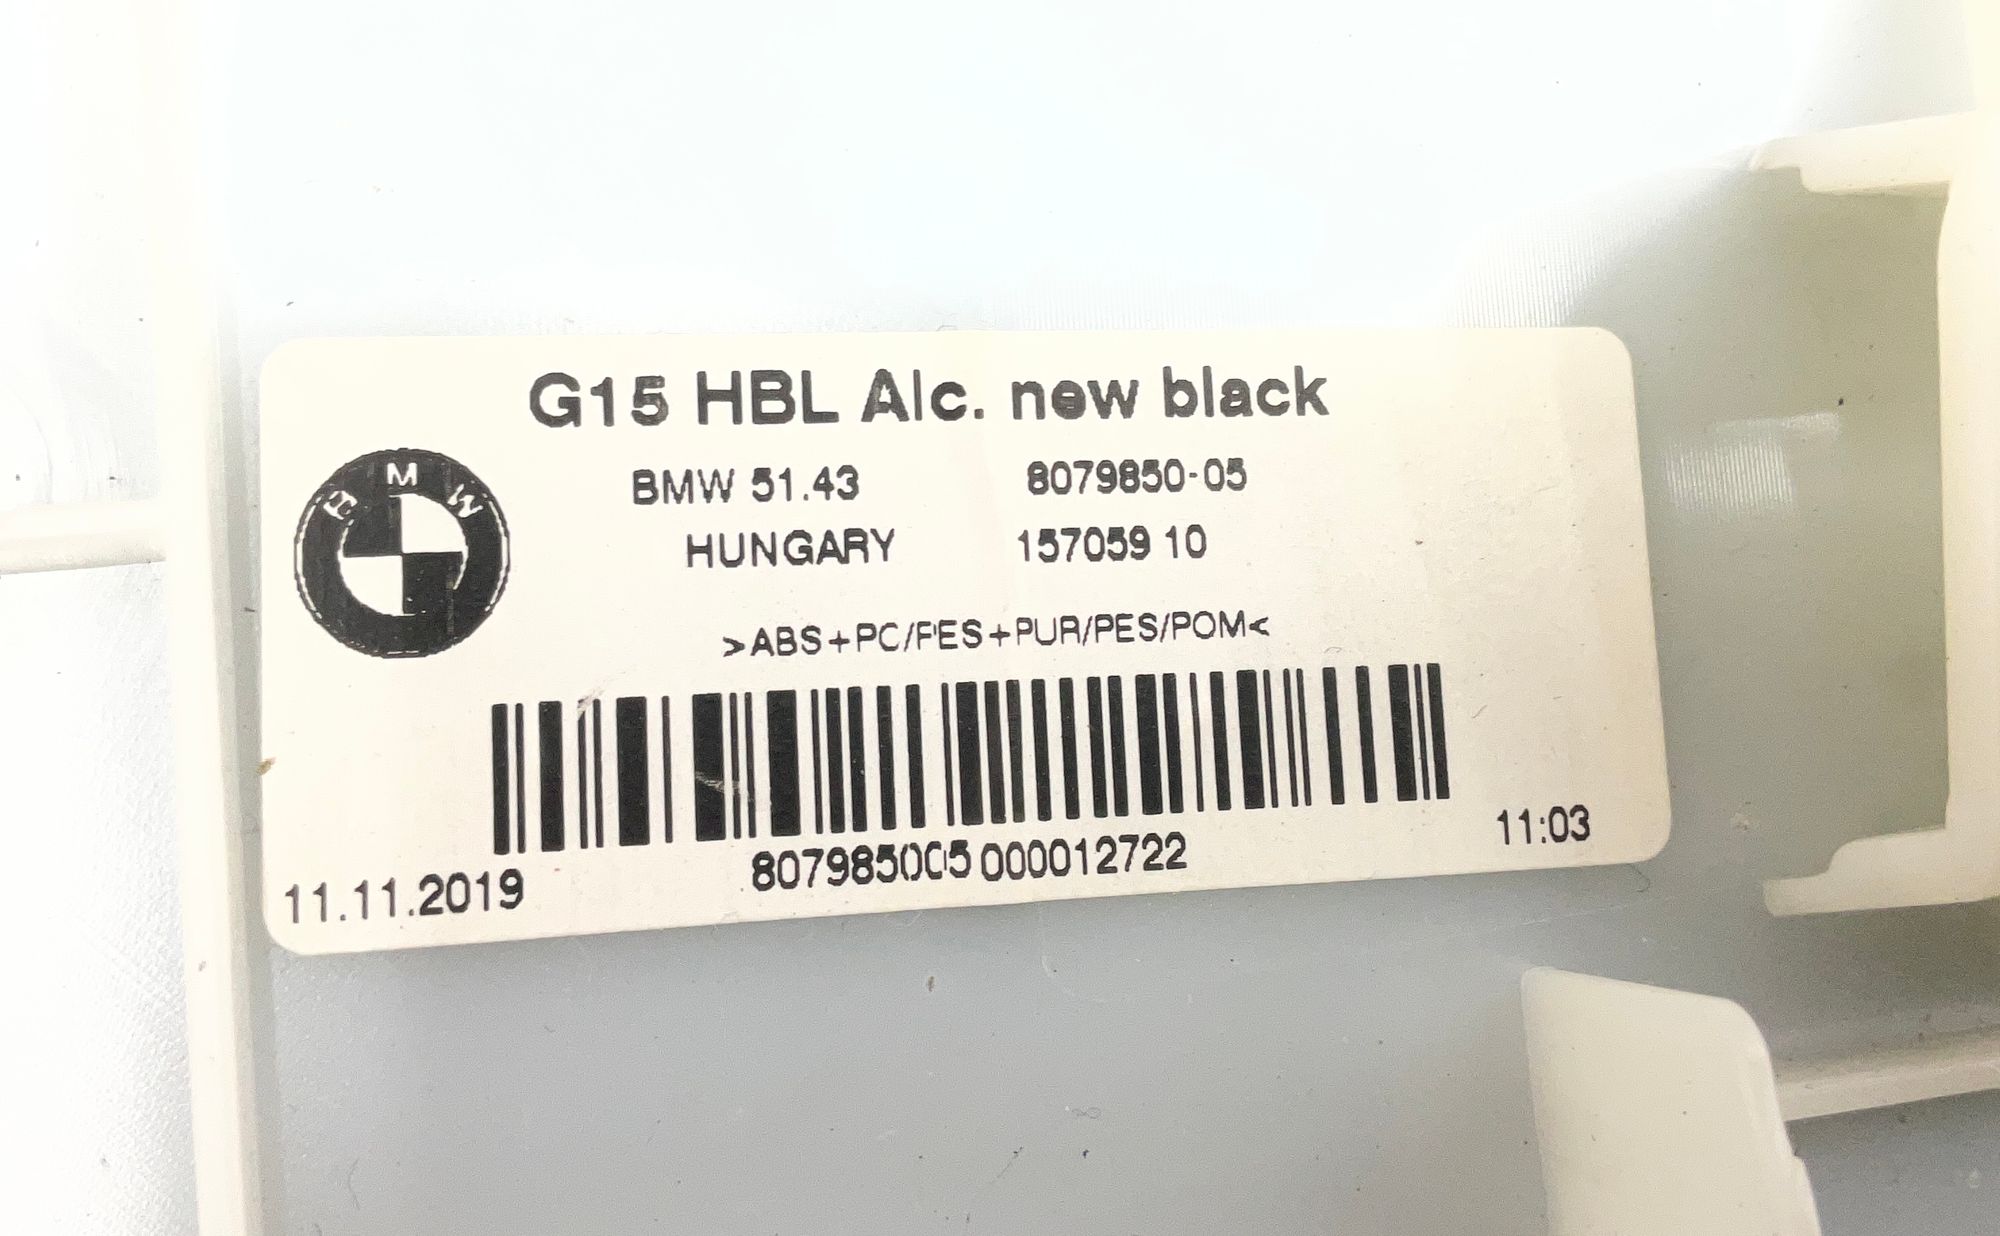 G15 HBL Alc. new black
BMW
BMW 51.43 8079850-05
HUNGARY 157059 10
>ABS+PC/PES+PUR/PES/POM<
807985005 000012722
11.11.2019 11:03